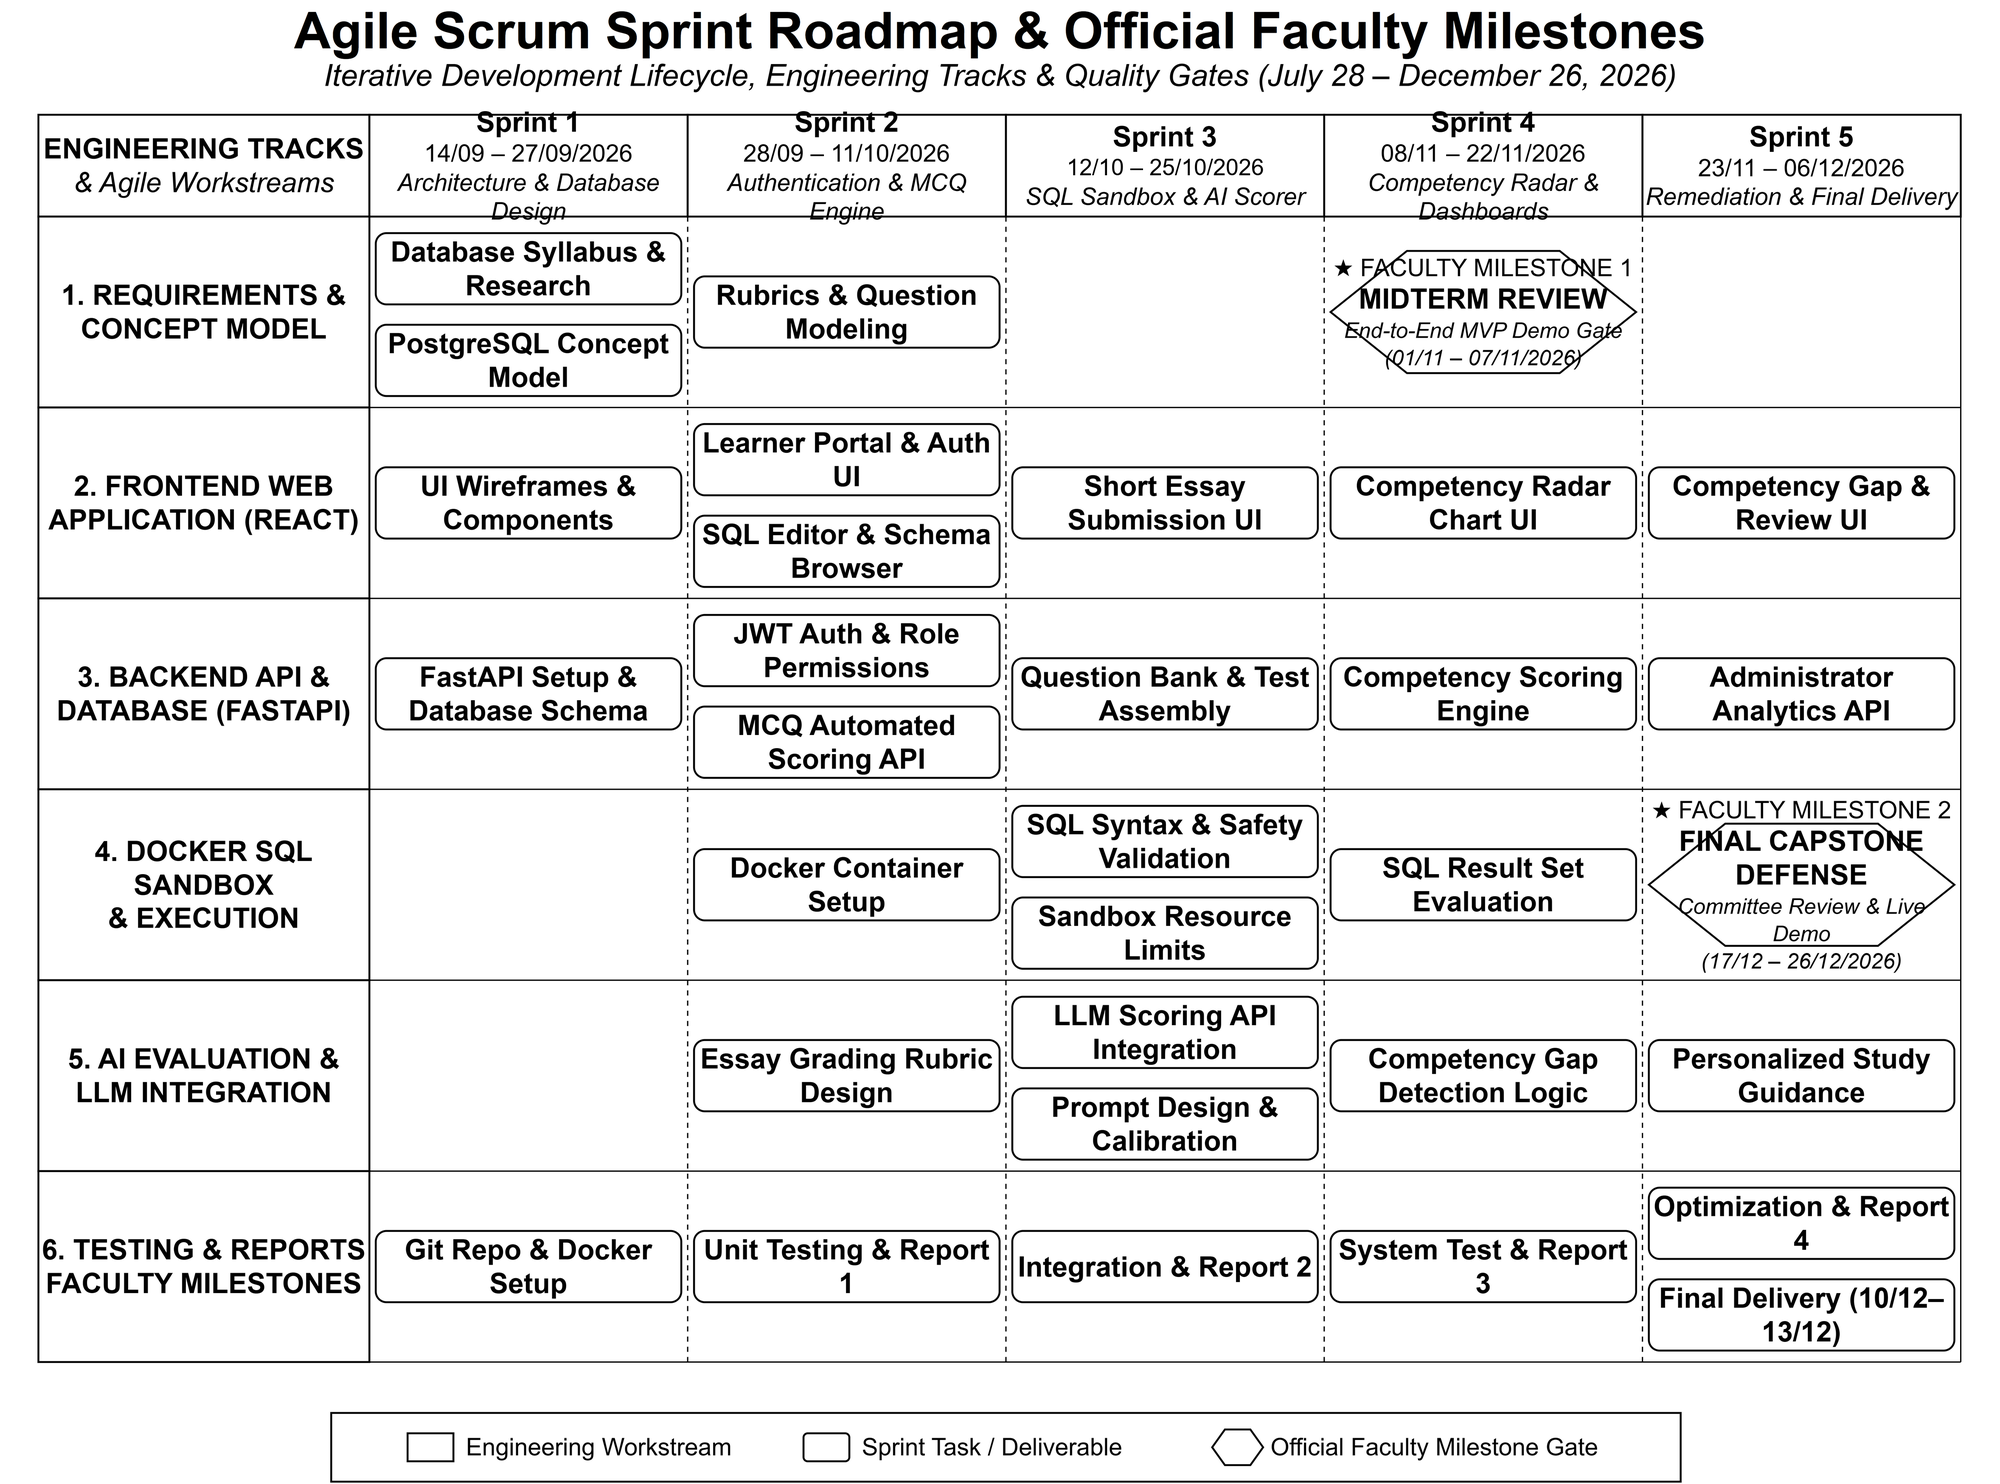 Agile Scrum Sprint Roadmap & Official Faculty Milestones
Iterative Development Lifecycle, Engineering Tracks & Quality Gates (July 28 – December 26, 2026)
ENGINEERING TRACKS
& Agile Workstreams
Sprint 1
14/09 – 27/09/2026
Architecture & Database
Design
Sprint 2
28/09 – 11/10/2026
Authentication & MCQ
Engine
Sprint 3
12/10 – 25/10/2026
SQL Sandbox & AI Scorer
Sprint 4
08/11 – 22/11/2026
Competency Radar &
Dashboards
Sprint 5
23/11 – 06/12/2026
Remediation & Final Delivery
1. REQUIREMENTS &
CONCEPT MODEL
Database Syllabus &
Research
PostgreSQL Concept
Model
Rubrics & Question
Modeling
★ FACULTY MILESTONE 1
MIDTERM REVIEW
End-to-End MVP Demo Gate
(01/11 – 07/11/2026)
2. FRONTEND WEB
APPLICATION (REACT)
UI Wireframes &
Components
Learner Portal & Auth
UI
SQL Editor & Schema
Browser
Short Essay
Submission UI
Competency Radar
Chart UI
Competency Gap &
Review UI
3. BACKEND API &
DATABASE (FASTAPI)
FastAPI Setup &
Database Schema
JWT Auth & Role
Permissions
MCQ Automated
Scoring API
Question Bank & Test
Assembly
Competency Scoring
Engine
Administrator
Analytics API
4. DOCKER SQL
SANDBOX
& EXECUTION
Docker Container
Setup
SQL Syntax & Safety
Validation
Sandbox Resource
Limits
SQL Result Set
Evaluation
★ FACULTY MILESTONE 2
FINAL CAPSTONE
DEFENSE
Committee Review & Live
Demo
(17/12 – 26/12/2026)
5. AI EVALUATION &
LLM INTEGRATION
Essay Grading Rubric
Design
LLM Scoring API
Integration
Prompt Design &
Calibration
Competency Gap
Detection Logic
Personalized Study
Guidance
6. TESTING & REPORTS
FACULTY MILESTONES
Git Repo & Docker
Setup
Unit Testing & Report
1
Integration & Report 2
System Test & Report
3
Optimization & Report
4
Final Delivery (10/12–
13/12)
Engineering Workstream
Sprint Task / Deliverable
Official Faculty Milestone Gate